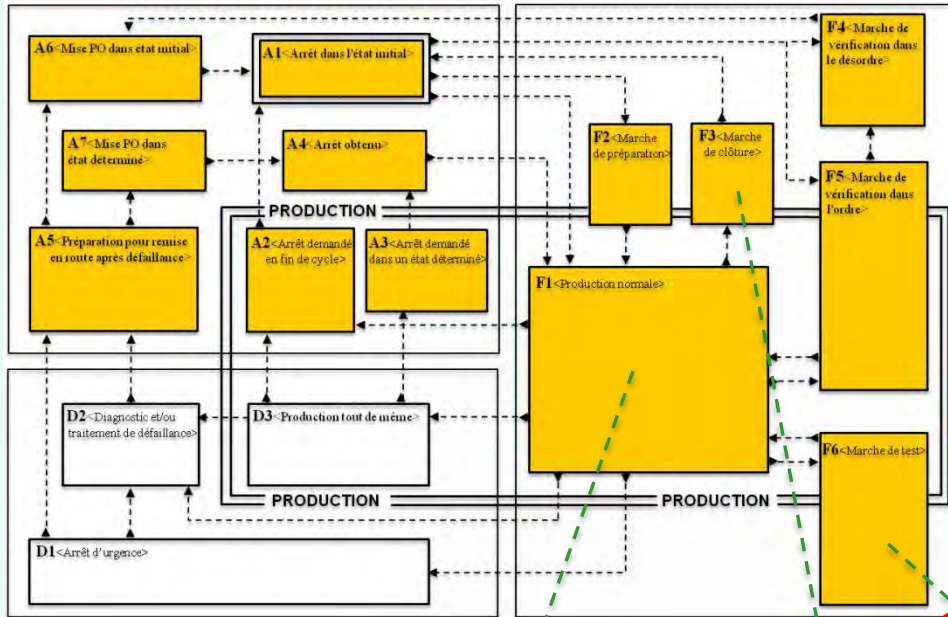 A6<Mise PO dans état initial>
A1<Arrêt dans l'état initial>
F4<Marche de
vérification dans
le désordre>
A7<Mise PO dans
état déterminé>
A4<Arrêt obtenu>
F2<Marche
de préparation>
F3<Marche
de clôture>
F5<Marche de
vérification dans
l'ordre>
PRODUCTION
A5<Préparation pour remise
en route après défaillance>
A2<Arrêt demandé
en fin de cycle>
A3<Arrêt demandé
dans un état déterminé>
F1<Production normale>
D2<Diagnostic et/ou
traitement de défaillance>
D3<Production tout de même>
F6<Marche de test>
PRODUCTION
PRODUCTION
D1<Arrêt d'urgence>